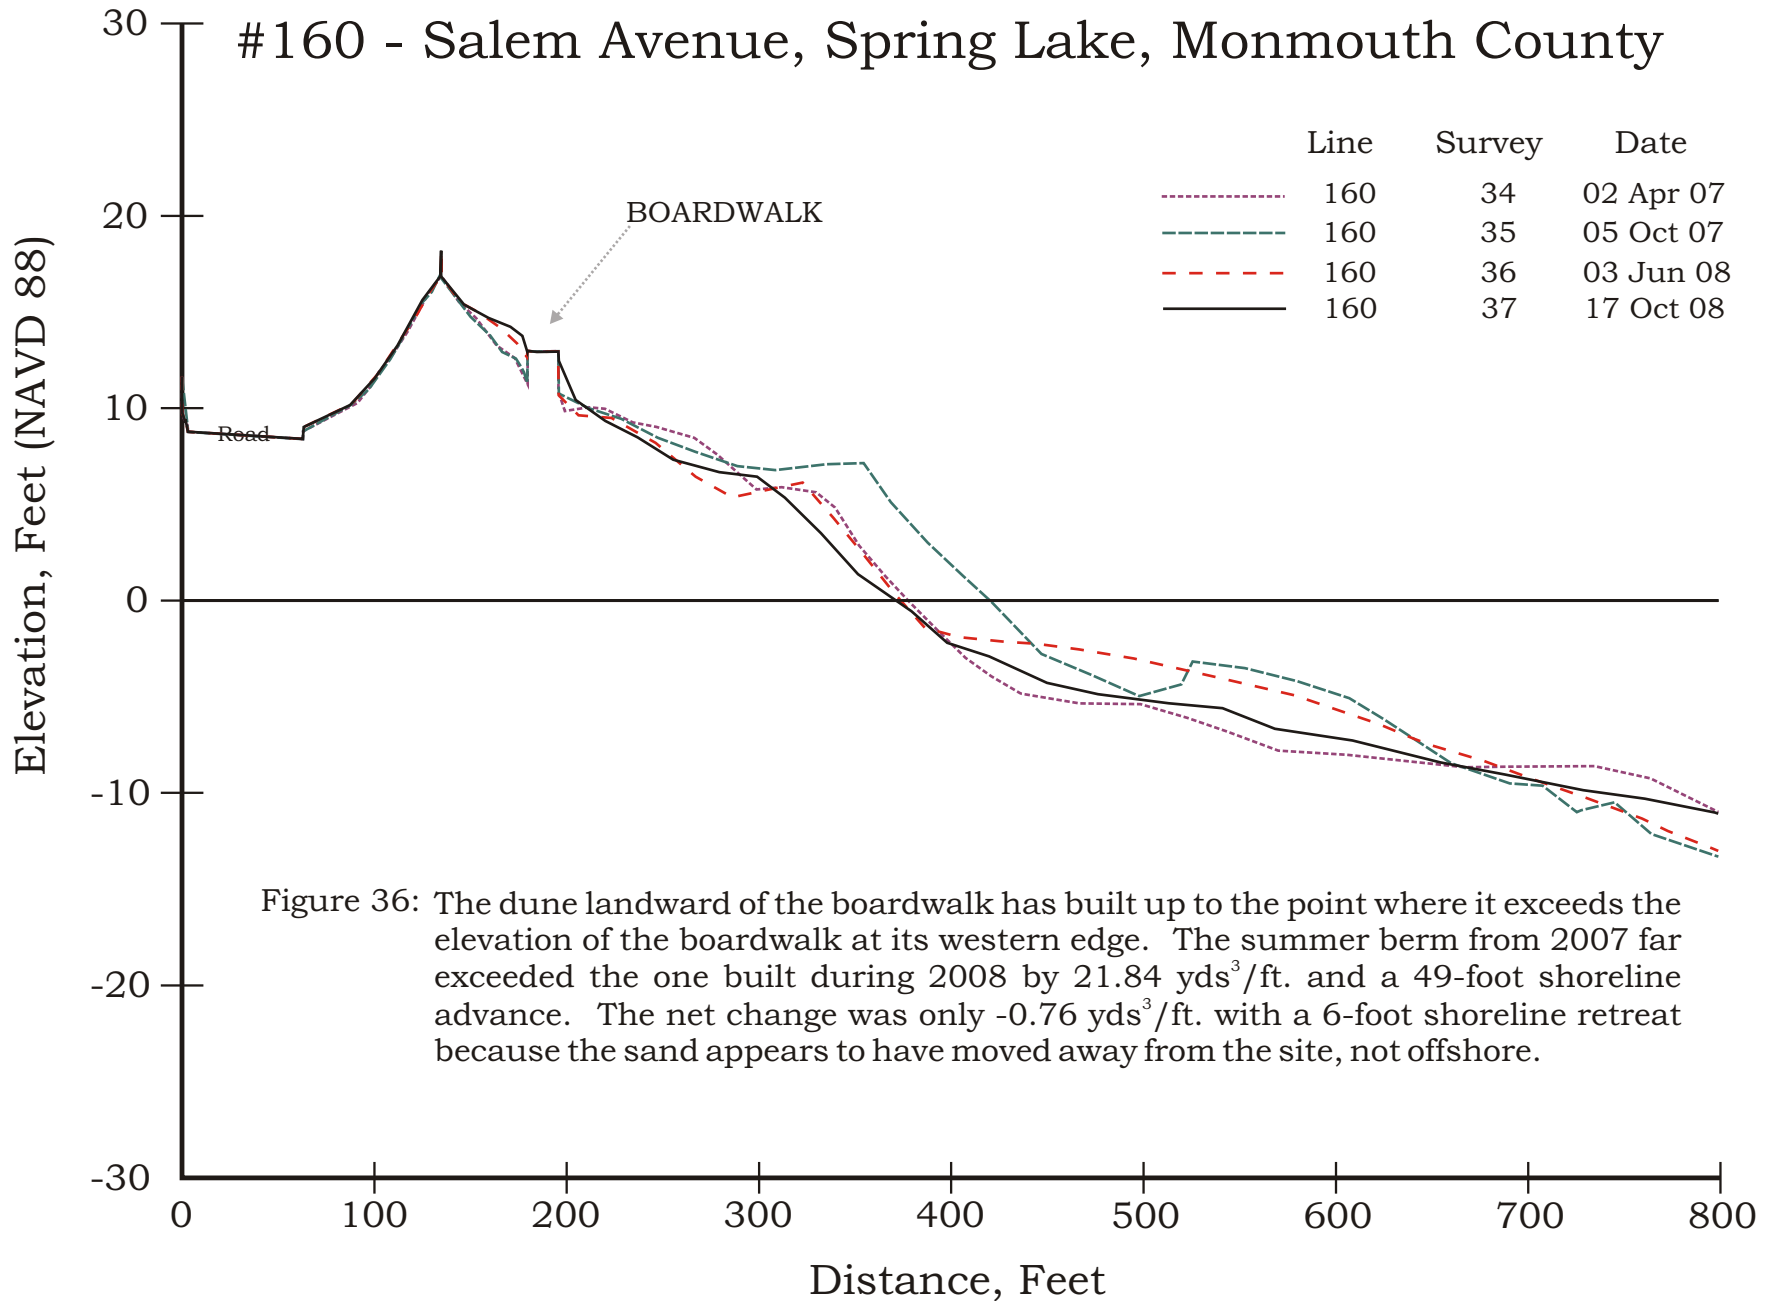 #160 - Salem Avenue, Spring Lake, Monmouth County
Line Survey Date
160 34 02 Apr 07
160 35 05 Oct 07
160 36 03 Jun 08
160 37 17 Oct 08
BOARDWALK
Road
Elevation, Feet (NAVD 88)
30
20
10
0
-10
-20
-30
Figure 36: The dune landward of the boardwalk has built up to the point where it exceeds the
elevation of the boardwalk at its western edge. The summer berm from 2007 far
exceeded the one built during 2008 by 21.84 yds³/ft. and a 49-foot shoreline
advance. The net change was only -0.76 yds³/ft. with a 6-foot shoreline retreat
because the sand appears to have moved away from the site, not offshore.
0 100 200 300 400 500 600 700 800
Distance, Feet